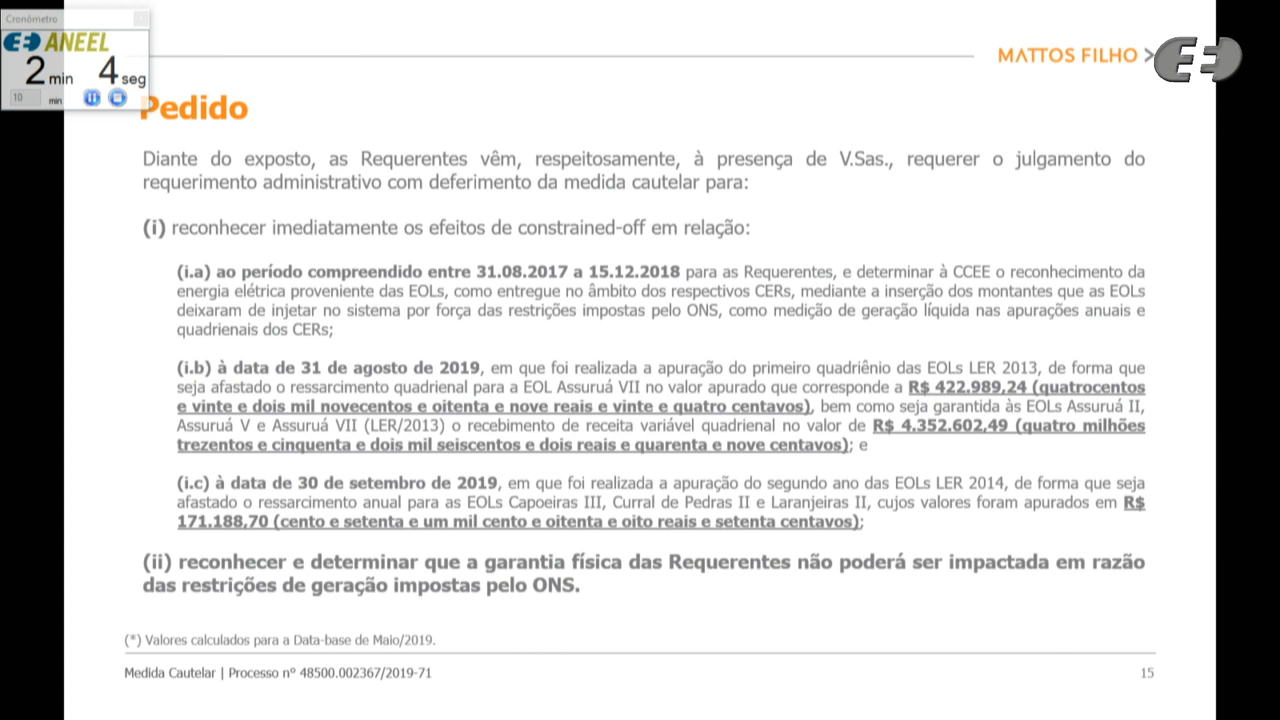 Cronômetro
ANEEL
2 min 4 seg
10 min
MATTOS FILHO >
Pedido
Diante do exposto, as Requerentes vêm, respeitosamente, à presença de V.Sas., requerer o julgamento do
requerimento administrativo com deferimento da medida cautelar para:
(i) reconhecer imediatamente os efeitos de constrained-off em relação:
(i.a) ao período compreendido entre 31.08.2017 a 15.12.2018 para as Requerentes, e determinar à CCEE o reconhecimento da
energia elétrica proveniente das EOLs, como entregue no âmbito dos respectivos CERs, mediante a inserção dos montantes que as EOLs
deixaram de injetar no sistema por força das restrições impostas pelo ONS, como medição de geração líquida nas apurações anuais e
quadrienais dos CERs;
(i.b) à data de 31 de agosto de 2019, em que foi realizada a apuração do primeiro quadriênio das EOLs LER 2013, de forma que
seja afastado o ressarcimento quadrienal para a EOL Assuruá VII no valor apurado que corresponde a R$ 422.989,24 (quatrocentos
e vinte e dois mil novecentos e oitenta e nove reais e vinte e quatro centavos), bem como seja garantida às EOLs Assuruá II,
Assuruá V e Assuruá VII (LER/2013) o recebimento de receita variável quadrienal no valor de R$ 4.352.602,49 (quatro milhões
trezentos e cinquenta e dois mil seiscentos e dois reais e quarenta e nove centavos); e
(i.c) à data de 30 de setembro de 2019, em que foi realizada a apuração do segundo ano das EOLs LER 2014, de forma que seja
afastado o ressarcimento anual para as EOLs Capoeiras III, Curral de Pedras II e Laranjeiras II, cujos valores foram apurados em R$
171.188,70 (cento e setenta e um mil cento e oitenta e oito reais e setenta centavos);
(ii) reconhecer e determinar que a garantia física das Requerentes não poderá ser impactada em razão
das restrições de geração impostas pelo ONS.
(*) Valores calculados para a Data-base de Maio/2019.
Medida Cautelar | Processo nº 48500.002367/2019-71
15